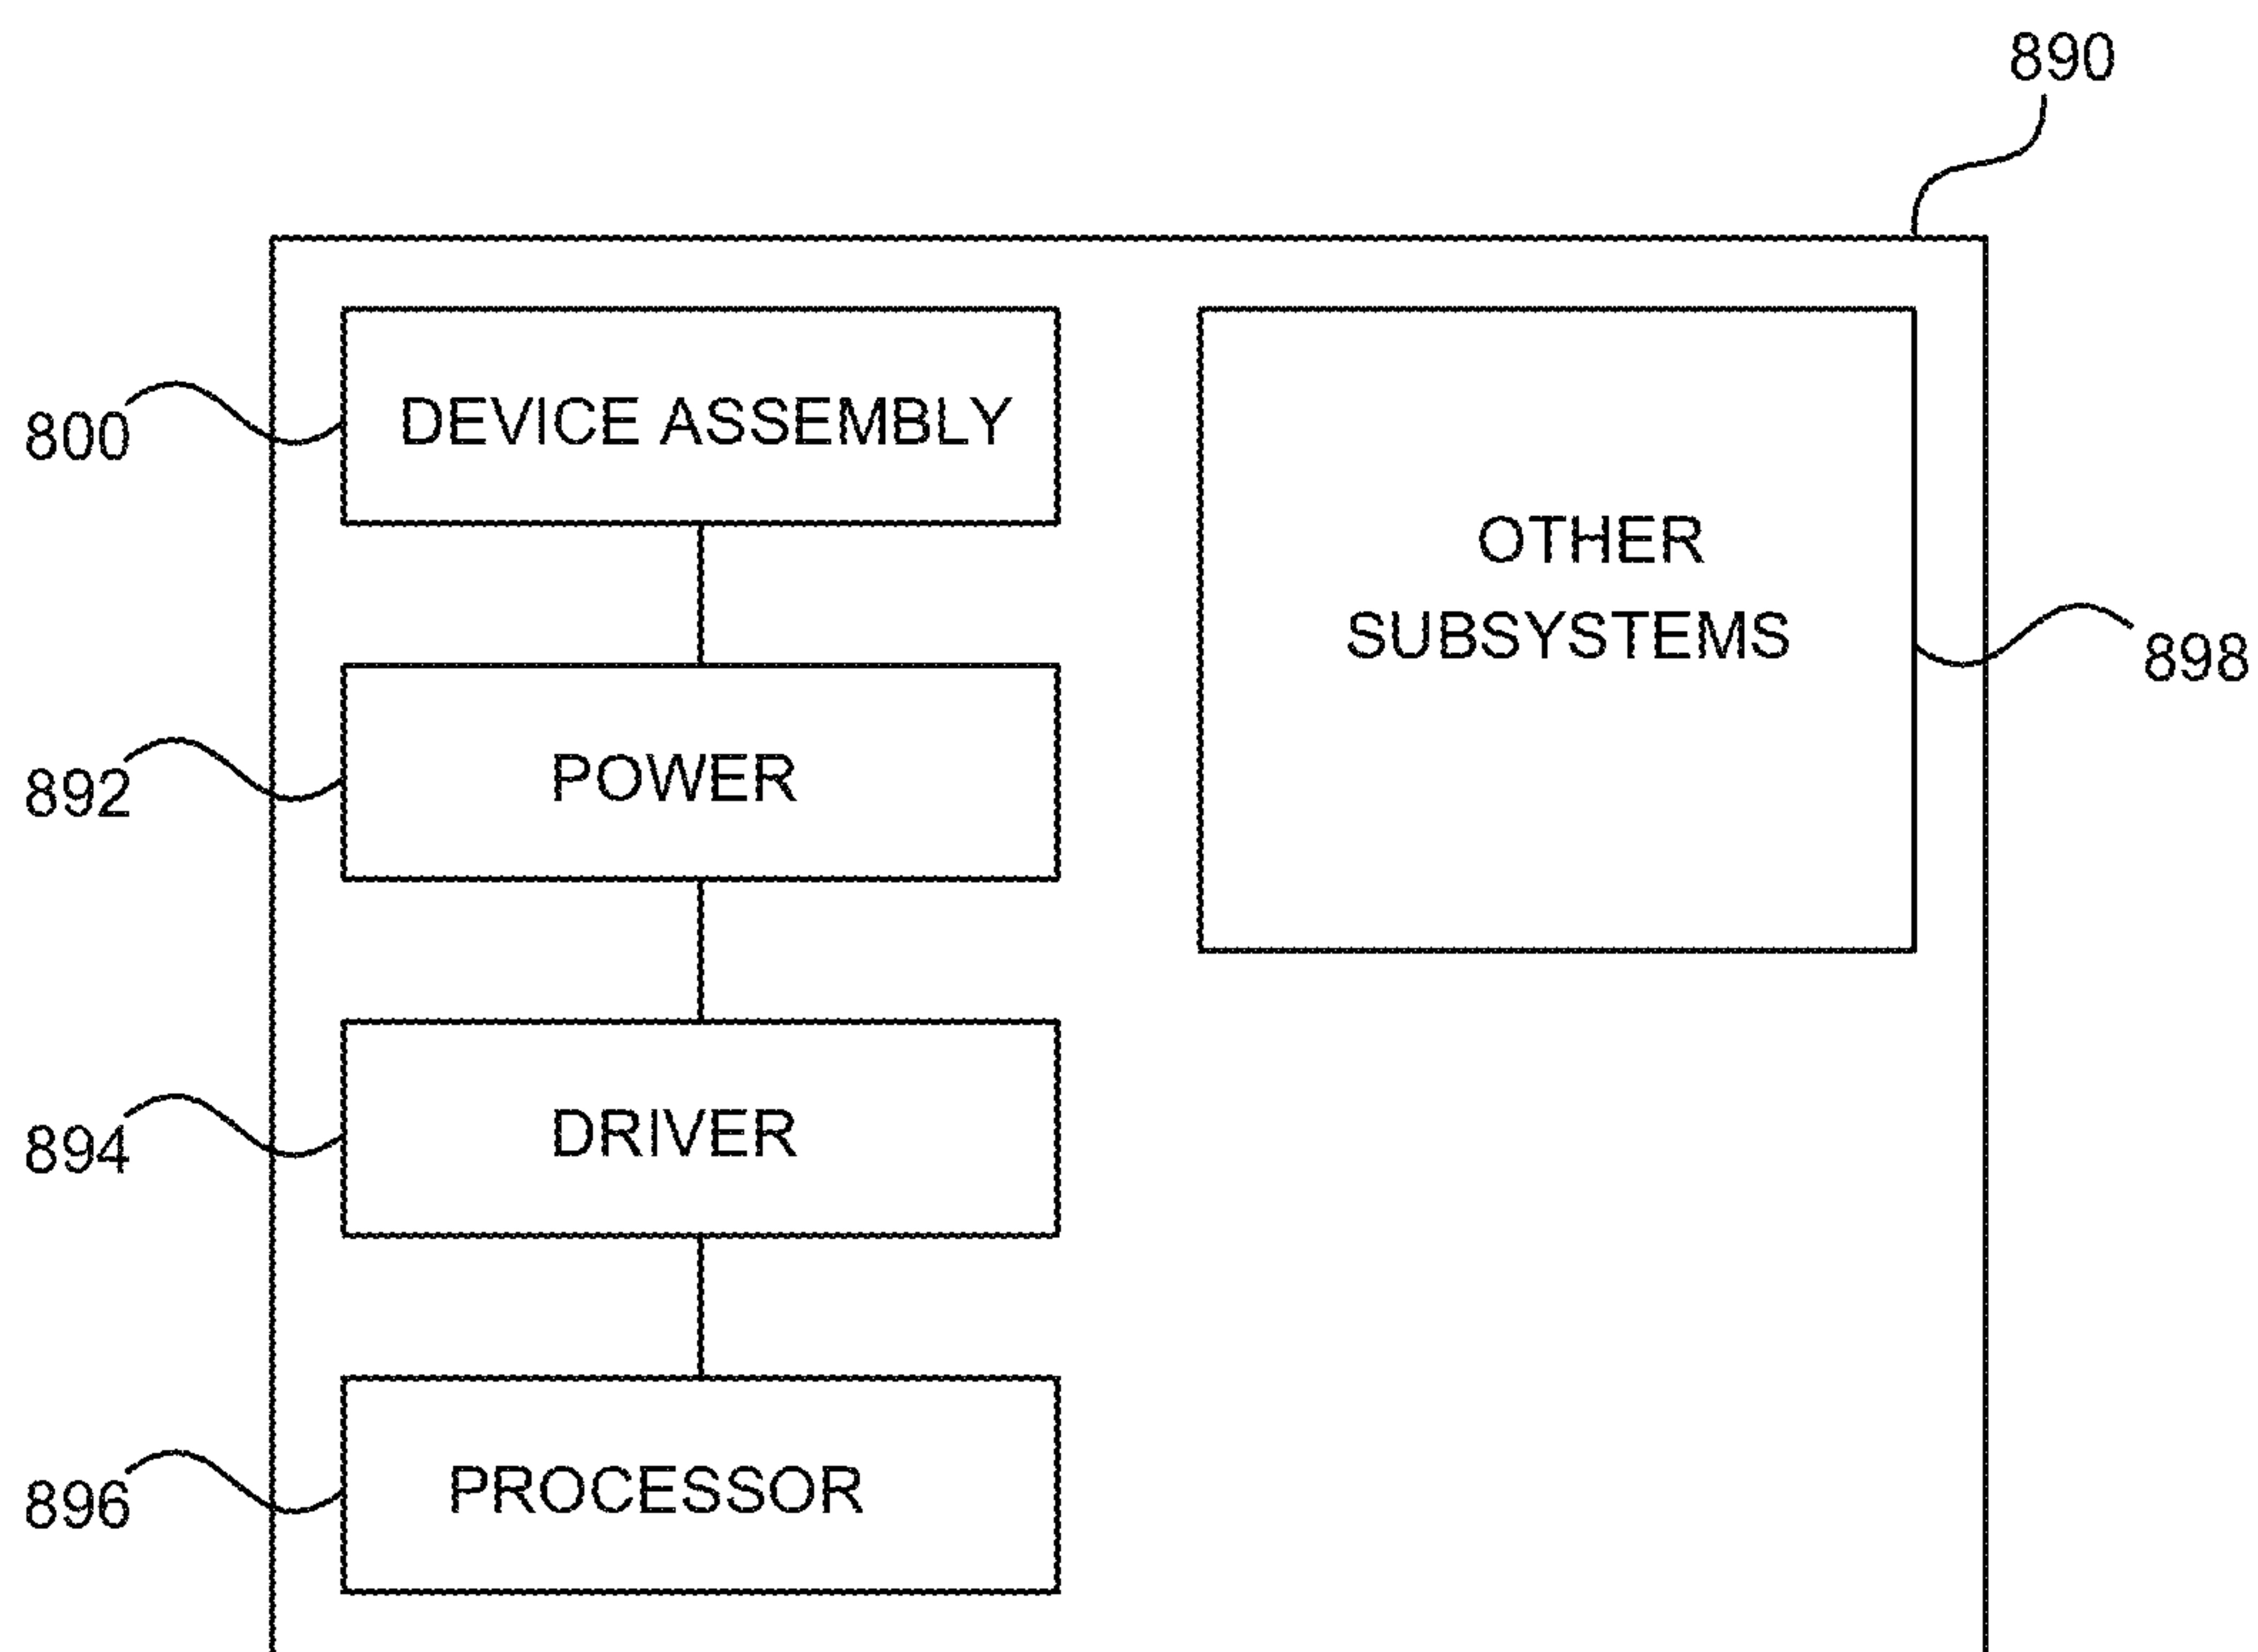 890
800
DEVICE ASSEMBLY
OTHER
SUBSYSTEMS
898
892
POWER
894
DRIVER
896
PROCESSOR